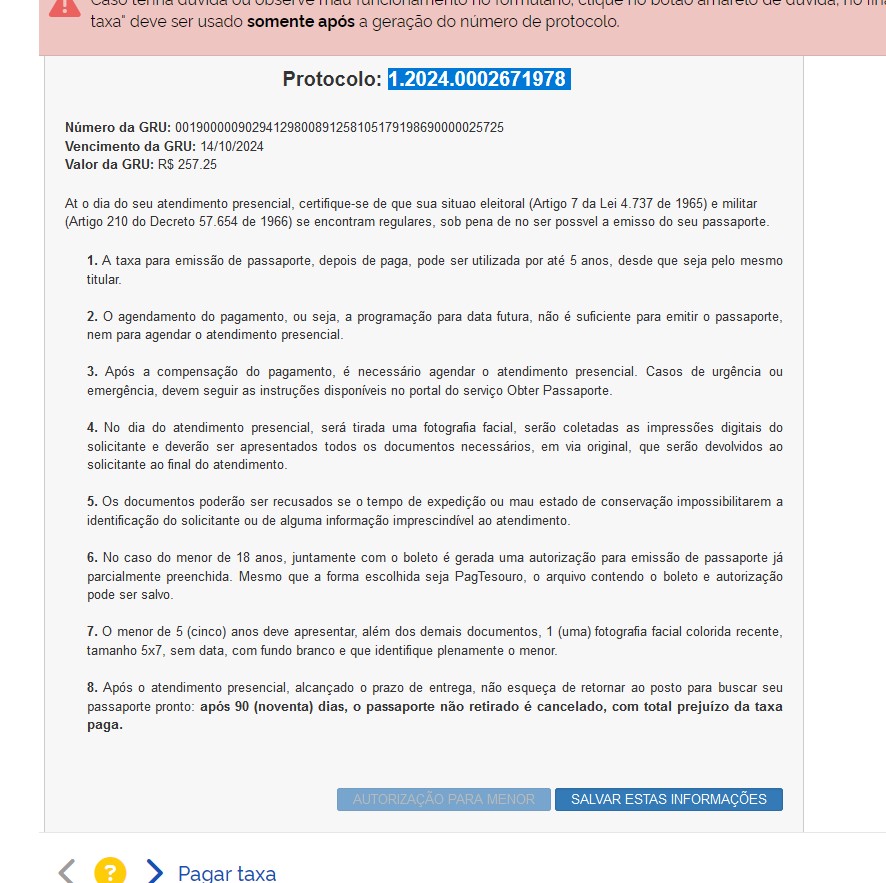 Caso tenha dúvida ou observe mau funcionamento no formulário, clique no botão amarelo de dúvida, no fin
taxa" deve ser usado somente após a geração do número de protocolo.
Protocolo: 1.2024.0002671978
Número da GRU: 00190000090294129800891258105179198690000025725
Vencimento da GRU: 14/10/2024
Valor da GRU: R$ 257.25
At o dia do seu atendimento presencial, certifique-se de que sua situao eleitoral (Artigo 7 da Lei 4.737 de 1965) e militar
(Artigo 210 do Decreto 57.654 de 1966) se encontram regulares, sob pena de no ser possvel a emisso do seu passaporte.
1. A taxa para emissão de passaporte, depois de paga, pode ser utilizada por até 5 anos, desde que seja pelo mesmo
titular.
2. O agendamento do pagamento, ou seja, a programação para data futura, não é suficiente para emitir o passaporte,
nem para agendar o atendimento presencial.
3. Após a compensação do pagamento, é necessário agendar o atendimento presencial. Casos de urgência ou
emergência, devem seguir as instruções disponíveis no portal do serviço Obter Passaporte.
4. No dia do atendimento presencial, será tirada uma fotografia facial, serão coletadas as impressões digitais do
solicitante e deverão ser apresentados todos os documentos necessários, em via original, que serão devolvidos ao
solicitante ao final do atendimento.
5. Os documentos poderão ser recusados se o tempo de expedição ou mau estado de conservação impossibilitarem a
identificação do solicitante ou de alguma informação imprescindível ao atendimento.
6. No caso do menor de 18 anos, juntamente com o boleto é gerada uma autorização para emissão de passaporte já
parcialmente preenchida. Mesmo que a forma escolhida seja PagTesouro, o arquivo contendo o boleto e autorização
pode ser salvo.
7. O menor de 5 (cinco) anos deve apresentar, além dos demais documentos, 1 (uma) fotografia facial colorida recente,
tamanho 5x7, sem data, com fundo branco e que identifique plenamente o menor.
8. Após o atendimento presencial, alcançado o prazo de entrega, não esqueça de retornar ao posto para buscar seu
passaporte pronto: após 90 (noventa) dias, o passaporte não retirado é cancelado, com total prejuízo da taxa
paga.
AUTORIZAÇÃO PARA MENOR SALVAR ESTAS INFORMAÇÕES
? Pagar taxa